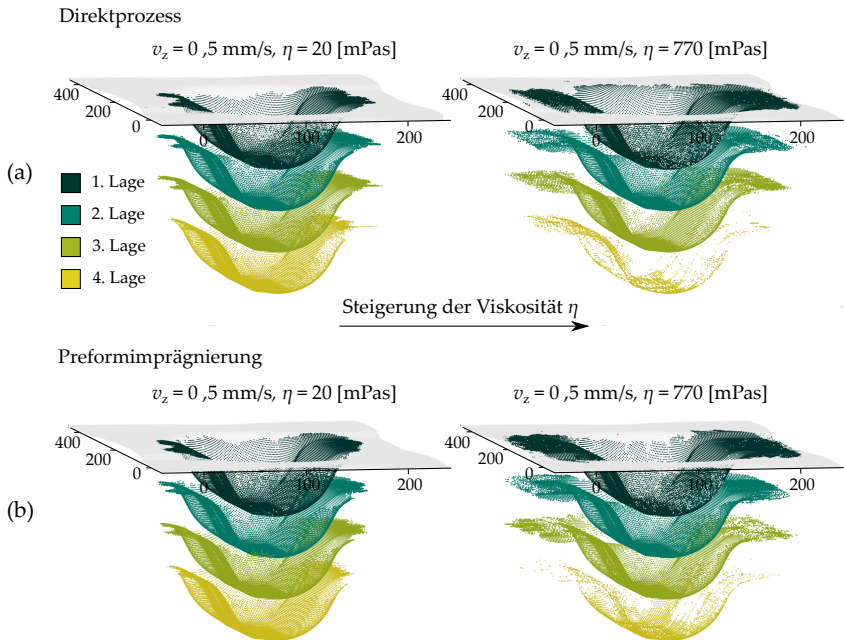 Direktprozess
v_z = 0 ,5 mm/s, η = 20 [mPas]
v_z = 0 ,5 mm/s, η = 770 [mPas]
400
200
0
0
100
200
400
200
0
0
100
200
(a)
1. Lage
2. Lage
3. Lage
4. Lage
Steigerung der Viskosität η
Preformimprägnierung
v_z = 0 ,5 mm/s, η = 20 [mPas]
v_z = 0 ,5 mm/s, η = 770 [mPas]
400
200
0
0
100
200
400
200
0
0
100
200
(b)